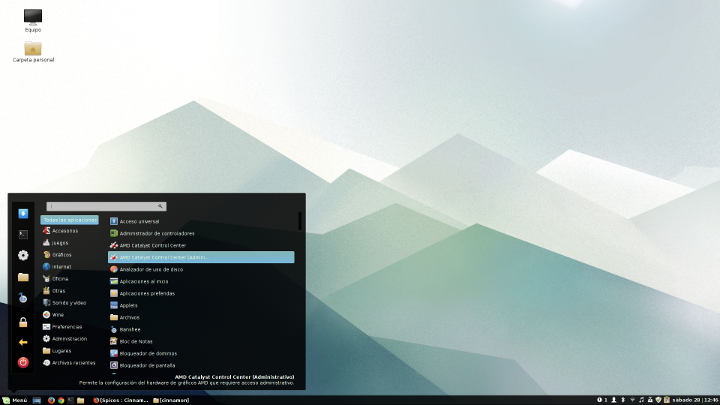 Equipo
Carpeta personal
Todas las aplicaciones
Accesorios
Juegos
Gráficos
Internet
Oficina
Otras
Sonido y vídeo
Wine
Preferencias
Administración
Lugares
Archivos recientes
Acceso universal
Administrador de controladores
AMD Catalyst Control Center
AMD Catalyst Control Center (Admin...
Analizador de uso de disco
Aplicaciones al inicio
Aplicaciones preferidas
Applets
Archivos
Banshee
Bloc de Notas
Bloqueador de dominios
Bloqueador de pantalla
AMD Catalyst Control Center (Administrativo)
Permite la configuración del hardware de gráficos AMD que requiere acceso administrativo.
Menú
[Spices : Cinnam...
[cinnamon]
1
sábado 28 | 12:46